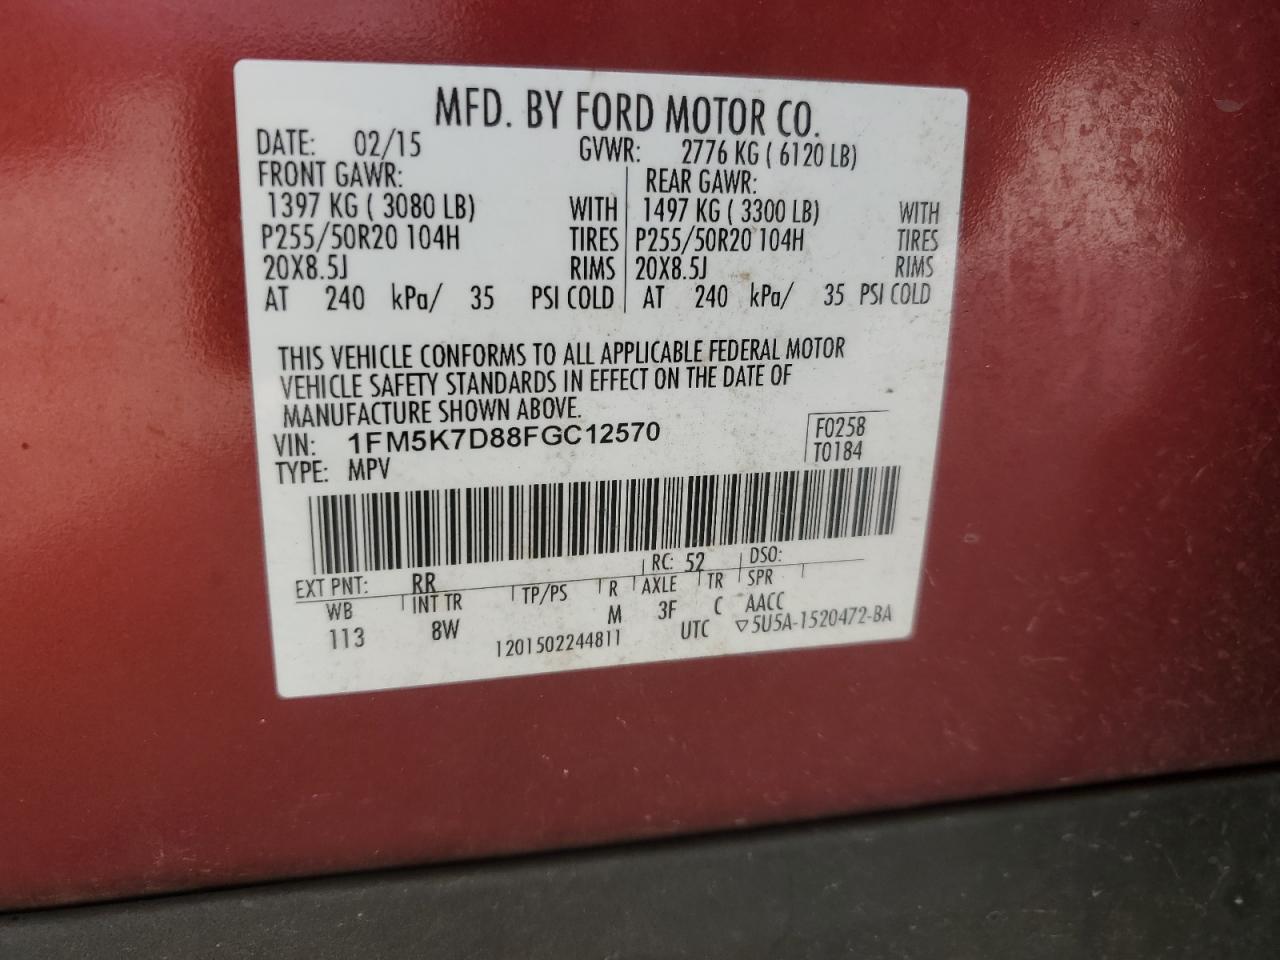 MFD. BY FORD MOTOR CO.
DATE: 02/15 GVWR: 2776 KG ( 6120 LB)
FRONT GAWR: REAR GAWR:
1397 KG ( 3080 LB) WITH 1497 KG ( 3300 LB) WITH
P255/50R20 104H TIRES P255/50R20 104H TIRES
20X8.5J RIMS 20X8.5J RIMS
AT 240 kPa/ 35 PSI COLD AT 240 kPa/ 35 PSI COLD
THIS VEHICLE CONFORMS TO ALL APPLICABLE FEDERAL MOTOR
VEHICLE SAFETY STANDARDS IN EFFECT ON THE DATE OF
MANUFACTURE SHOWN ABOVE.
VIN: 1FM5K7D88FGC12570 F0258
TYPE: MPV T0184
EXT PNT: RR RC: 52 DSO:
WB INT TR TP/PS R AXLE TR SPR
113 8W M 3F C AACC
1201502244811 UTC ▽5U5A-1520472-BA